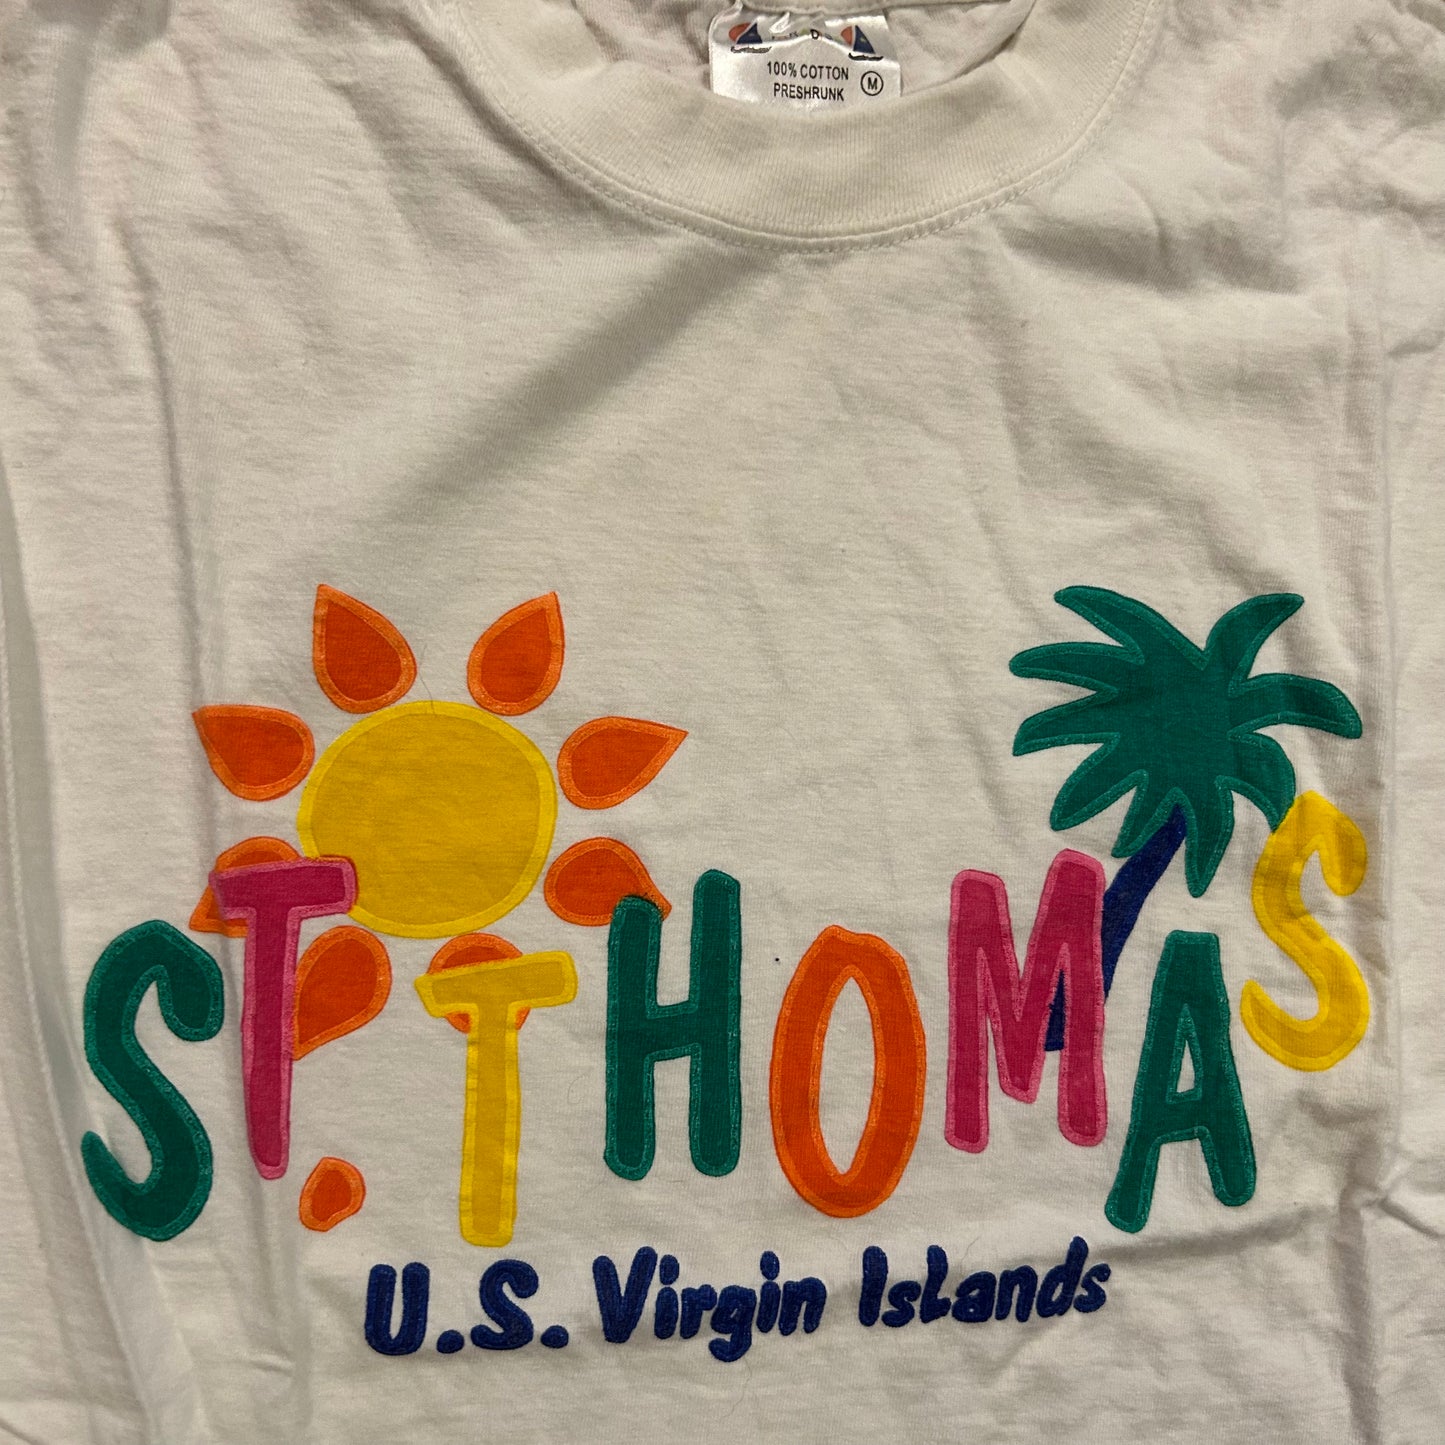 100% COTTON
PRESHRUNK M
ST. THOMAS
U.S. Virgin Islands